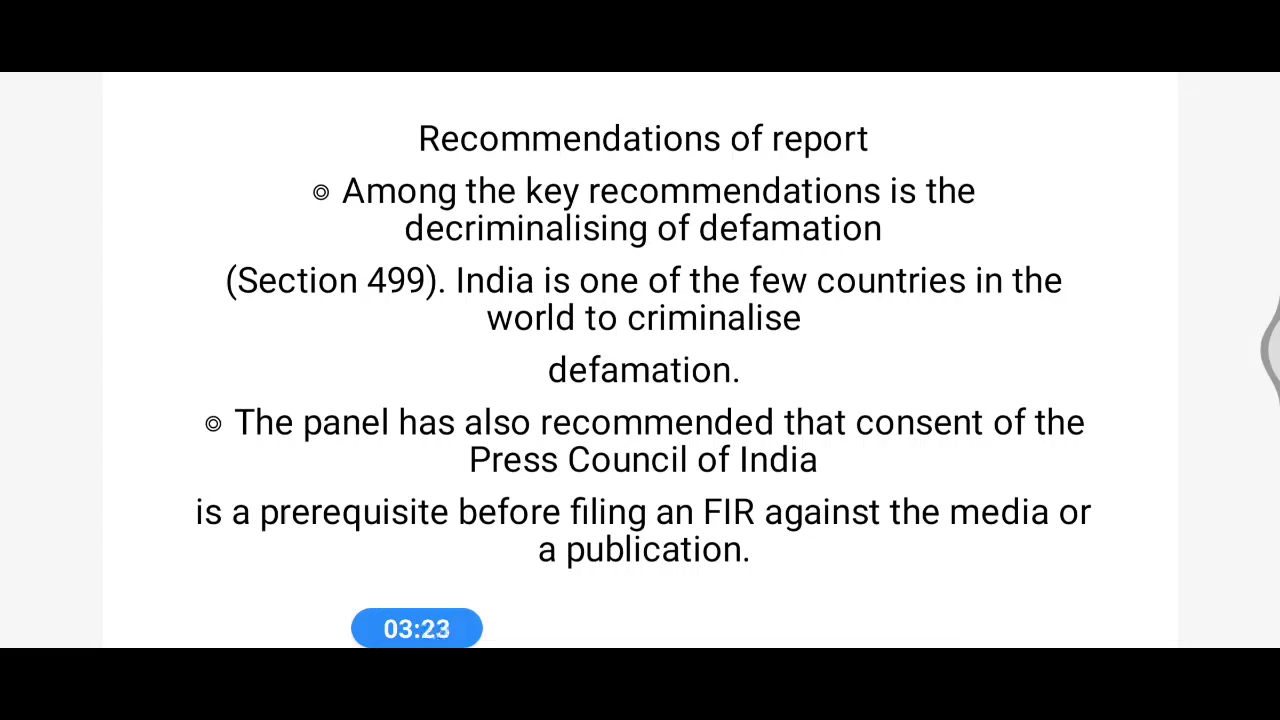 Recommendations of report
◎ Among the key recommendations is the
decriminalising of defamation
(Section 499). India is one of the few countries in the
world to criminalise
defamation.
◎ The panel has also recommended that consent of the
Press Council of India
is a prerequisite before filing an FIR against the media or
a publication.
03:23